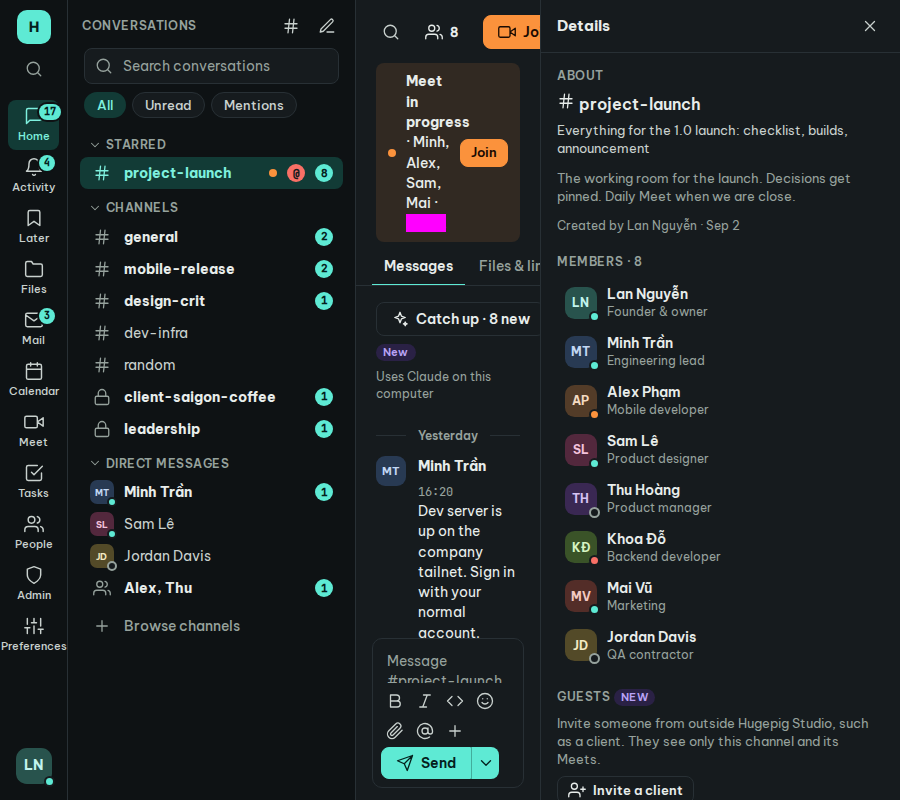 H
17
Home
4
Activity
Later
Files
3
Mail
Calendar
Meet
Tasks
People
Admin
Preferences
LN
CONVERSATIONS
Search conversations
All
Unread
Mentions
STARRED
project-launch
@
8
CHANNELS
general
2
mobile-release
2
design-crit
1
dev-infra
random
client-saigon-coffee
1
leadership
1
DIRECT MESSAGES
MT
Minh Trần
1
SL
Sam Lê
JD
Jordan Davis
Alex, Thu
1
Browse channels
8
Jo
Meet
in
progress
· Minh,
Alex,
Sam,
Mai ·
Join
Messages
Files & lin
Catch up · 8 new
New
Uses Claude on this
computer
Yesterday
MT
Minh Trần
16:20
Dev server is
up on the
company
tailnet. Sign in
with your
normal
account.
Message
#project-launch
Send
Details
ABOUT
# project-launch
Everything for the 1.0 launch: checklist, builds,
announcement
The working room for the launch. Decisions get
pinned. Daily Meet when we are close.
Created by Lan Nguyễn · Sep 2
MEMBERS · 8
LN
Lan Nguyễn
Founder & owner
MT
Minh Trần
Engineering lead
AP
Alex Phạm
Mobile developer
SL
Sam Lê
Product designer
TH
Thu Hoàng
Product manager
KĐ
Khoa Đỗ
Backend developer
MV
Mai Vũ
Marketing
JD
Jordan Davis
QA contractor
GUESTS NEW
Invite someone from outside Hugepig Studio, such
as a client. They see only this channel and its
Meets.
Invite a client